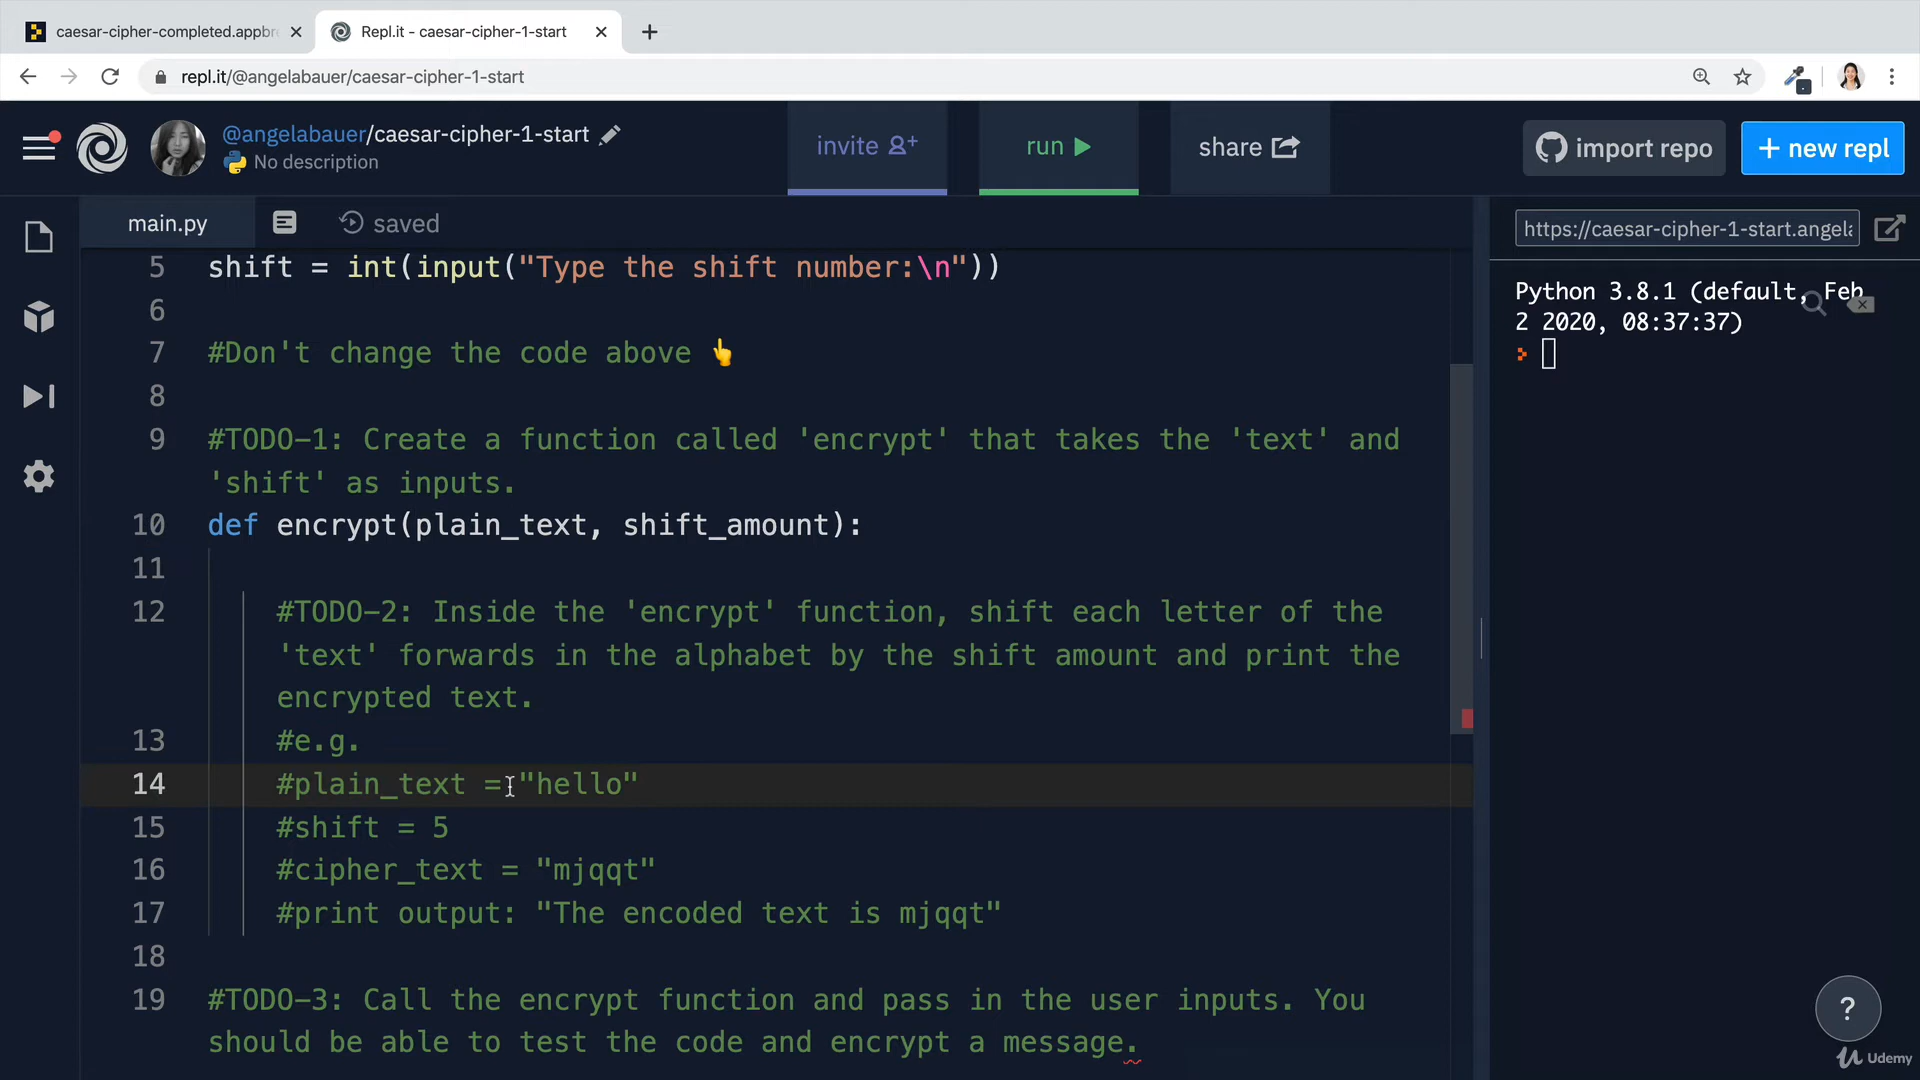 caesar-cipher-completed.appbr
Repl.it - caesar-cipher-1-start
repl.it/@angelabauer/caesar-cipher-1-start
@angelabauer/caesar-cipher-1-start
No description
invite
run
share
import repo
+ new repl
main.py
saved
https://caesar-cipher-1-start.angela
5 shift = int(input("Type the shift number:\n"))
6
7 #Don't change the code above 👆
8
9 #TODO-1: Create a function called 'encrypt' that takes the 'text' and
'shift' as inputs.
10 def encrypt(plain_text, shift_amount):
11
12 #TODO-2: Inside the 'encrypt' function, shift each letter of the
'text' forwards in the alphabet by the shift amount and print the
encrypted text.
13 #e.g.
14 #plain_text = "hello"
15 #shift = 5
16 #cipher_text = "mjqqt"
17 #print output: "The encoded text is mjqqt"
18
19 #TODO-3: Call the encrypt function and pass in the user inputs. You
should be able to test the code and encrypt a message.
Python 3.8.1 (default, Feb
2 2020, 08:37:37)
>
?
Udemy